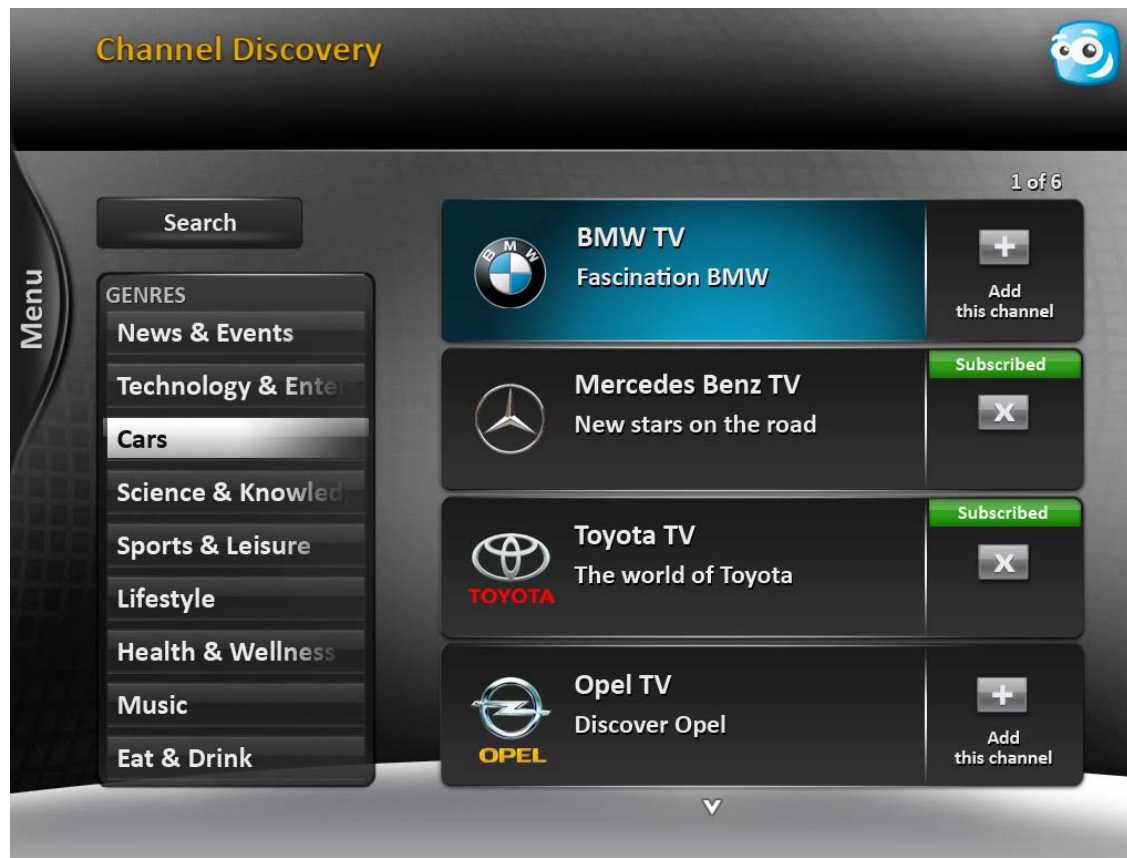 Channel Discovery
1 of 6
Menu
Search
GENRES
News & Events
Technology & Ente
Cars
Science & Knowled
Sports & Leisure
Lifestyle
Health & Wellness
Music
Eat & Drink
BMW
BMW TV
Fascination BMW
Add
this channel
Mercedes Benz TV
New stars on the road
Subscribed
X
TOYOTA
Toyota TV
The world of Toyota
Subscribed
X
OPEL
Opel TV
Discover Opel
Add
this channel